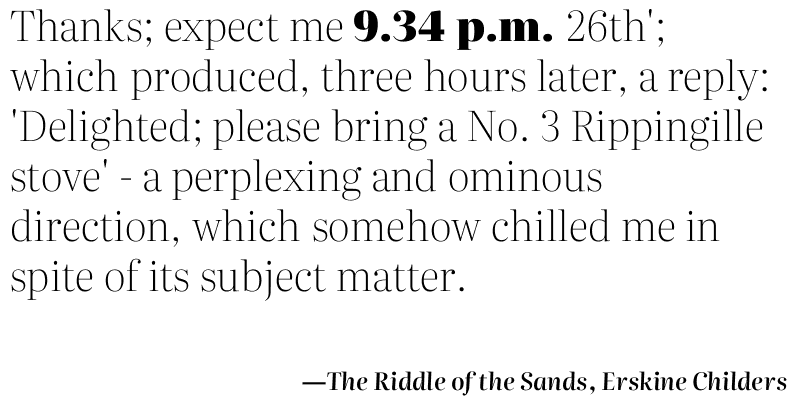 Thanks; expect me 9.34 p.m. 26th';
which produced, three hours later, a reply:
'Delighted; please bring a No. 3 Rippingille
stove' - a perplexing and ominous
direction, which somehow chilled me in
spite of its subject matter.
—The Riddle of the Sands, Erskine Childers